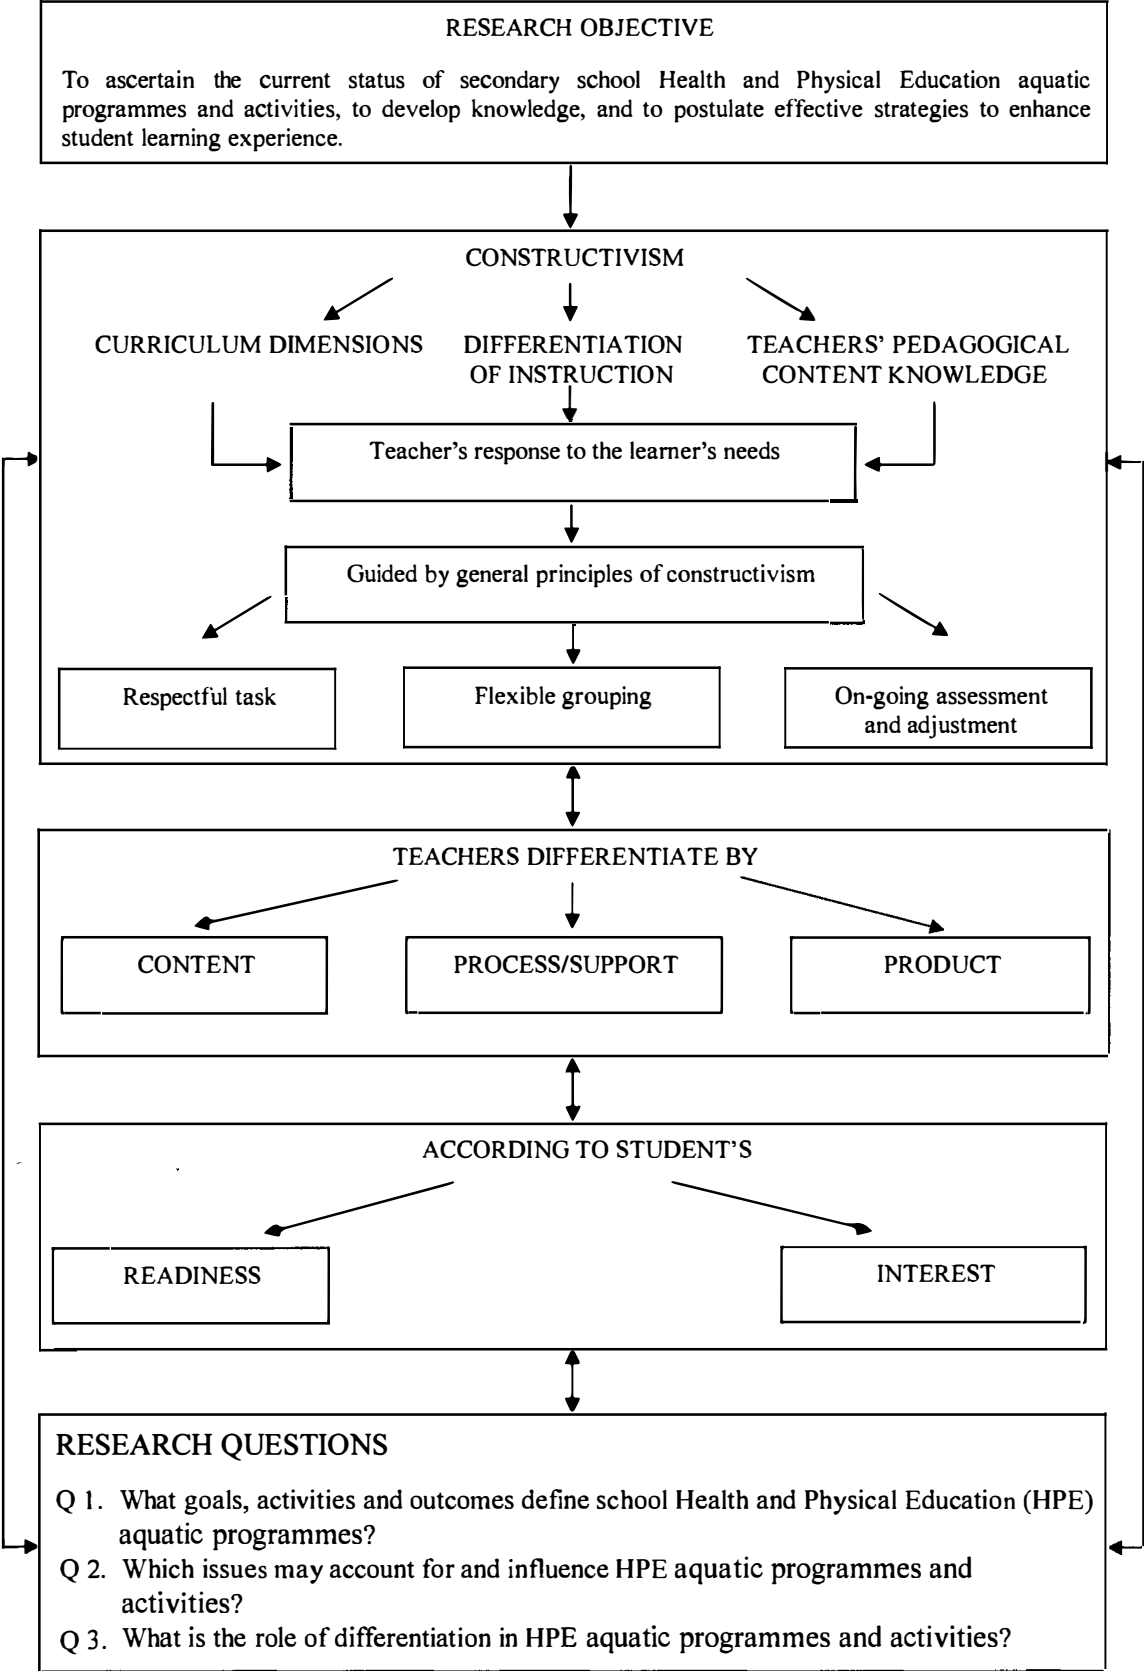 RESEARCH OBJECTIVE
To ascertain the current status of secondary school Health and Physical Education aquatic
programmes and activities, to develop knowledge, and to postulate effective strategies to enhance
student learning experience.
CONSTRUCTIVISM
CURRICULUM DIMENSIONS
DIFFERENTIATION
OF INSTRUCTION
TEACHERS' PEDAGOGICAL
CONTENT KNOWLEDGE
Teacher's response to the learner's needs
Guided by general principles of constructivism
Respectful task
Flexible grouping
On-going assessment
and adjustment
TEACHERS DIFFERENTIATE BY
CONTENT
PROCESS/SUPPORT
PRODUCT
ACCORDING TO STUDENT'S
READINESS
INTEREST
RESEARCH QUESTIONS
Q 1. What goals, activities and outcomes define school Health and Physical Education (HPE)
aquatic programmes?
Q 2. Which issues may account for and influence HPE aquatic programmes and
activities?
Q 3. What is the role of differentiation in HPE aquatic programmes and activities?